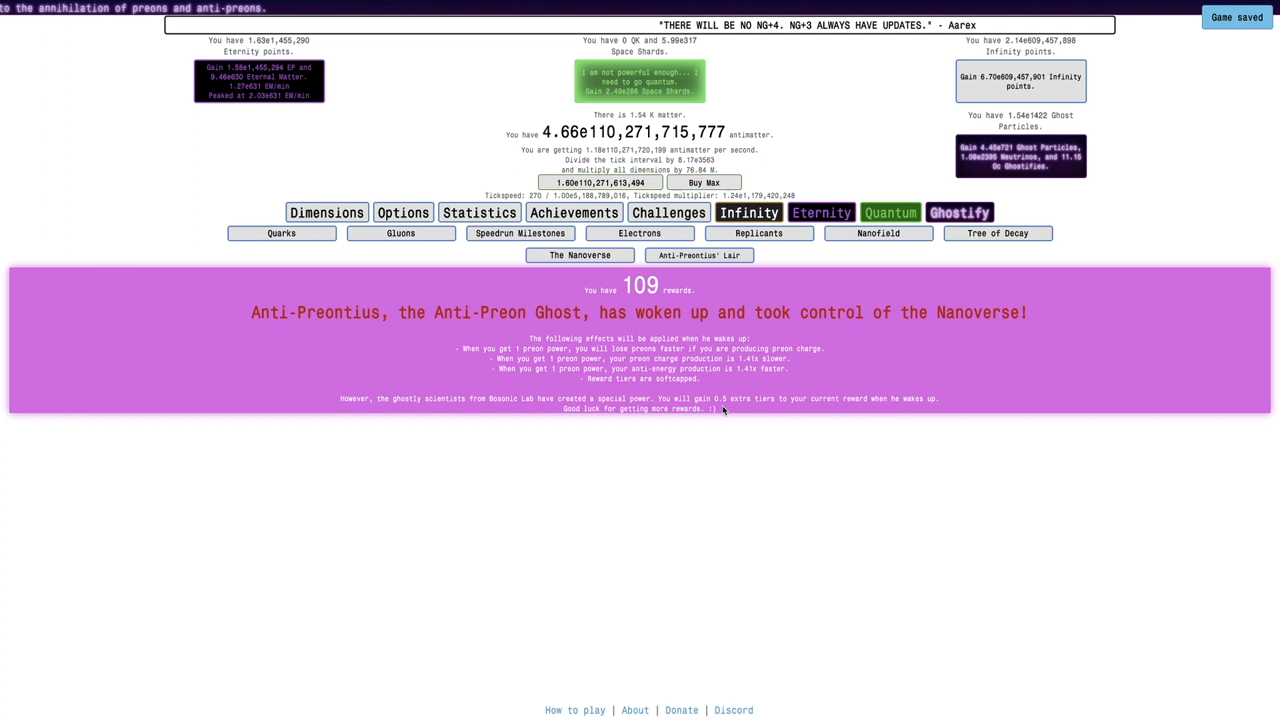 to the annihilation of preons and anti-preons.
Game saved
"THERE WILL BE NO NG+4. NG+3 ALWAYS HAVE UPDATES." - Aarex
You have 1.63e1,455,290
Eternity points.
Gain 1.58e1,455,294 EP and
9.46e630 Eternal Matter.
1.27e631 EM/min
Peaked at 2.03e631 EM/min
You have 0 QK and 5.99e317
Space Shards.
I am not powerful enough... I
need to go quantum.
Gain 2.49e286 Space Shards.
You have 2.14e609,457,898
Infinity points.
Gain 6.70e609,457,901 Infinity
points.
You have 1.54e1422 Ghost
Particles.
Gain 4.45e721 Ghost Particles,
1.08e2395 Neutrinos, and 11.15
Oc Ghostifies.
There is 1.54 K matter.
You have 4.66e110,271,715,777 antimatter.
You are getting 1.18e110,271,720,199 antimatter per second.
Divide the tick interval by 8.17e3563
and multiply all dimensions by 76.84 M.
1.60e110,271,613,494
Buy Max
Tickspeed: 270 / 1.00e5,188,789,016, Tickspeed multiplier: 1.24e1,179,420,248
Dimensions
Options
Statistics
Achievements
Challenges
Infinity
Eternity
Quantum
Ghostify
Quarks
Gluons
Speedrun Milestones
Electrons
Replicants
Nanofield
Tree of Decay
The Nanoverse
Anti-Preontius' Lair
You have 109 rewards.
Anti-Preontius, the Anti-Preon Ghost, has woken up and took control of the Nanoverse!
The following effects will be applied when he wakes up:
- When you get 1 preon power, you will lose preons faster if you are producing preon charge.
- When you get 1 preon power, your preon charge production is 1.41x slower.
- When you get 1 preon power, your anti-energy production is 1.41x faster.
- Reward tiers are softcapped.
However, the ghostly scientists from Bosonic Lab have created a special power. You will gain 0.5 extra tiers to your current reward when he wakes up.
Good luck for getting more rewards. :)
How to play | About | Donate | Discord